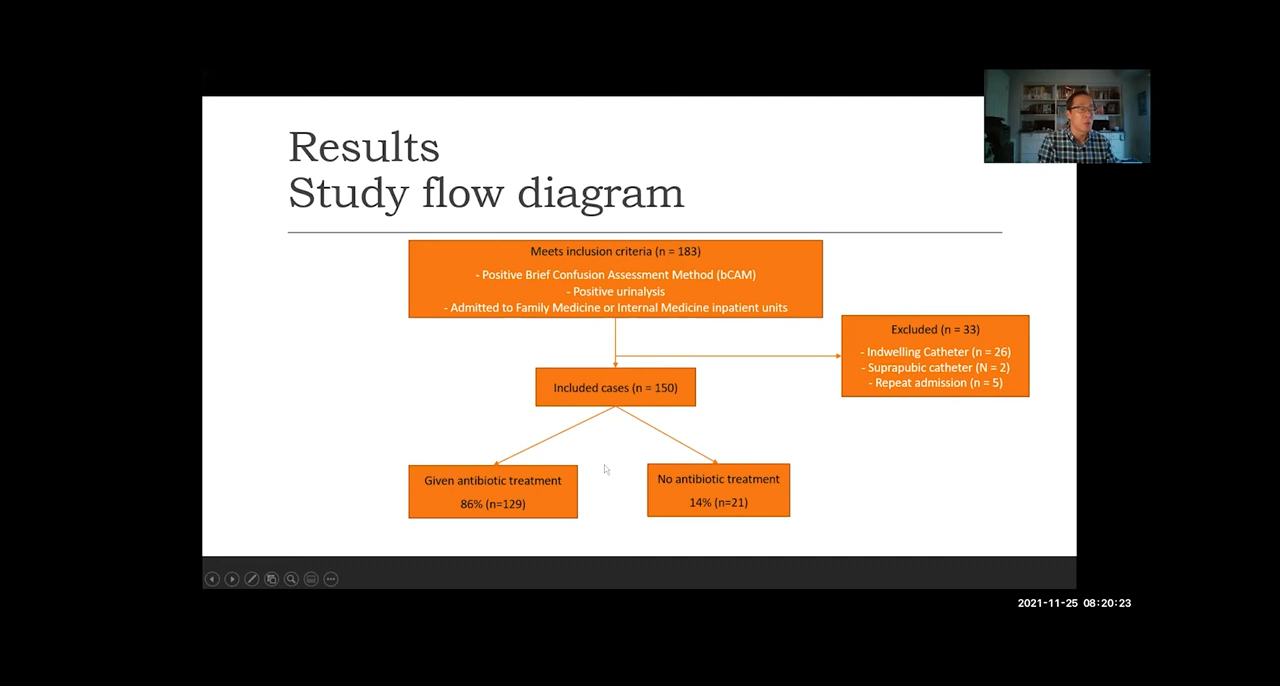 Results
Study flow diagram
Meets inclusion criteria (n = 183)
- Positive Brief Confusion Assessment Method (bCAM)
- Positive urinalysis
- Admitted to Family Medicine or Internal Medicine inpatient units
Excluded (n = 33)
- Indwelling Catheter (n = 26)
- Suprapubic catheter (N = 2)
- Repeat admission (n = 5)
Included cases (n = 150)
Given antibiotic treatment
86% (n=129)
No antibiotic treatment
14% (n=21)
2021-11-25 08:20:23